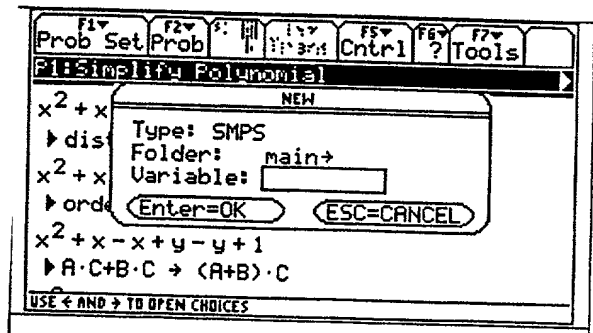 F1▾ Prob Set F2▾ Prob F5▾ Cntrl F6▾ ? F7▾ Tools
P1:Simplify Polynomial
x² + x
NEW
Type: SMPS
▶ dist
Folder: main→
x² + x
Variable:
▶ orde
(Enter=OK) (ESC=CANCEL)
x² + x - x + y - y + 1
▶ A·C+B·C → (A+B)·C
USE ← AND → TO OPEN CHOICES